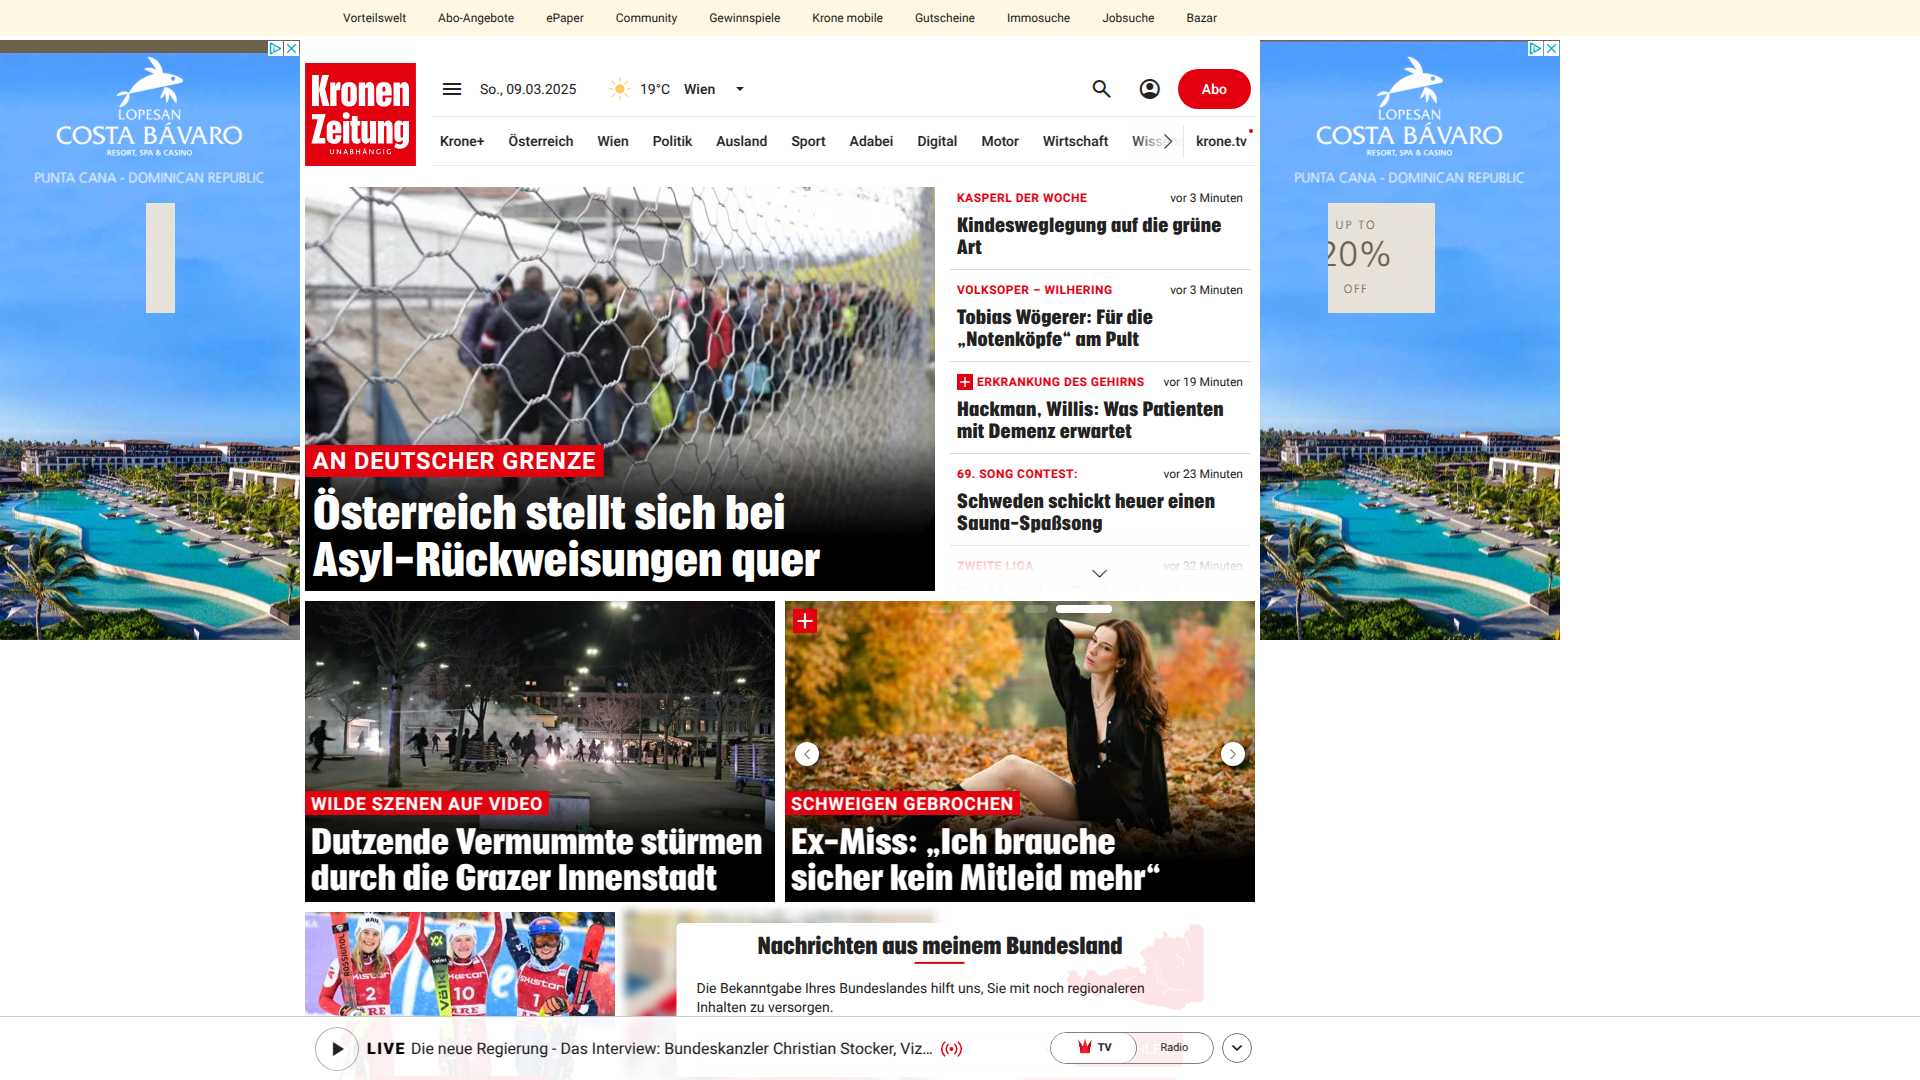 Vorteilswelt Abo-Angebote ePaper Community Gewinnspiele Krone mobile Gutscheine Immosuche Jobsuche Bazar
LOPESAN
COSTA BÁVARO
RESORT, SPA & CASINO
PUNTA CANA - DOMINICAN REPUBLIC
Kronen
Zeitung
UNABHÄNGIG
So., 09.03.2025 19°C Wien
Abo
Krone+ Österreich Wien Politik Ausland Sport Adabei Digital Motor Wirtschaft krone.tv
LOPESAN
COSTA BÁVARO
RESORT, SPA & CASINO
PUNTA CANA - DOMINICAN REPUBLIC
UP TO
20%
OFF
AN DEUTSCHER GRENZE
Österreich stellt sich bei
Asyl-Rückweisungen quer
KASPERL DER WOCHE vor 3 Minuten
Kindesweglegung auf die grüne
Art
VOLKSOPER – WILHERING vor 3 Minuten
Tobias Wögerer: Für die
„Notenköpfe“ am Pult
ERKRANKUNG DES GEHIRNS vor 19 Minuten
Hackman, Willis: Was Patienten
mit Demenz erwartet
69. SONG CONTEST: vor 23 Minuten
Schweden schickt heuer einen
Sauna-Spaßsong
ZWEITE LIGA vor 32 Minuten
WILDE SZENEN AUF VIDEO
Dutzende Vermummte stürmen
durch die Grazer Innenstadt
SCHWEIGEN GEBROCHEN
Ex-Miss: „Ich brauche
sicher kein Mitleid mehr“
Nachrichten aus meinem Bundesland
Die Bekanntgabe Ihres Bundeslandes hilft uns, Sie mit noch regionaleren
Inhalten zu versorgen.
LIVE Die neue Regierung - Das Interview: Bundeskanzler Christian Stocker, Viz...
TV Radio